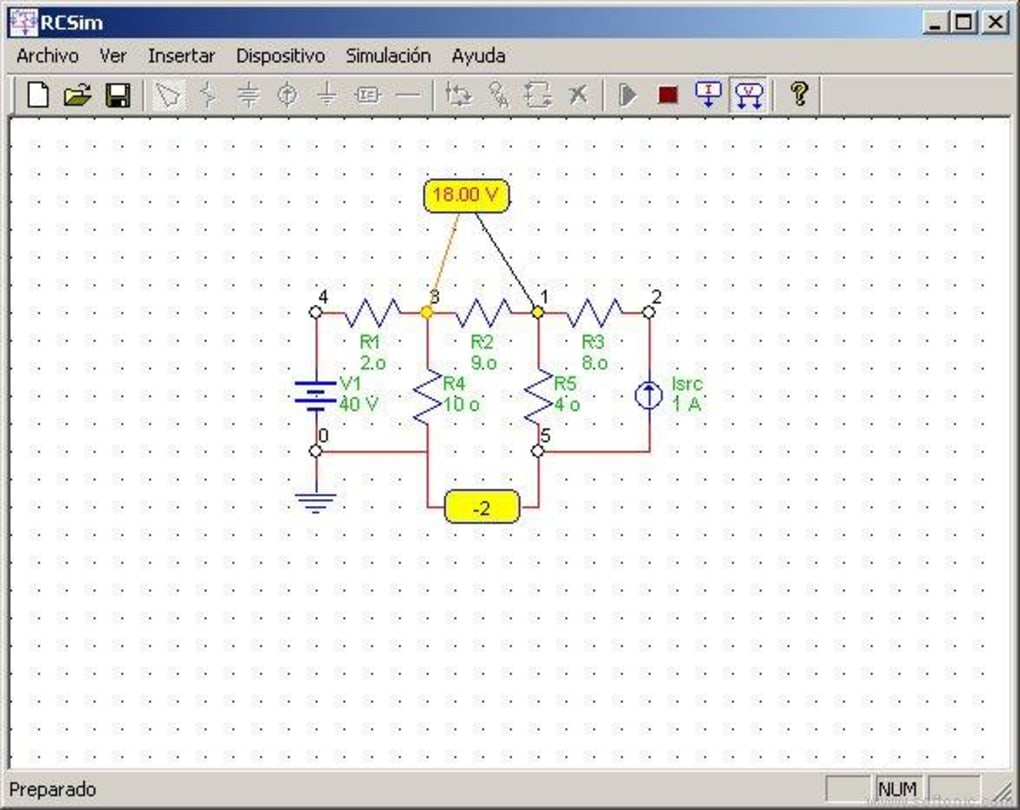 RCSim
Archivo Ver Insertar Dispositivo Simulación Ayuda
18.00 V
4 3 1 2
R1 R2 R3
2.o 9.o 8.o
V1 R4 R5 Isrc
40 V 10 o 4 o 1 A
0 5
-2
Preparado NUM